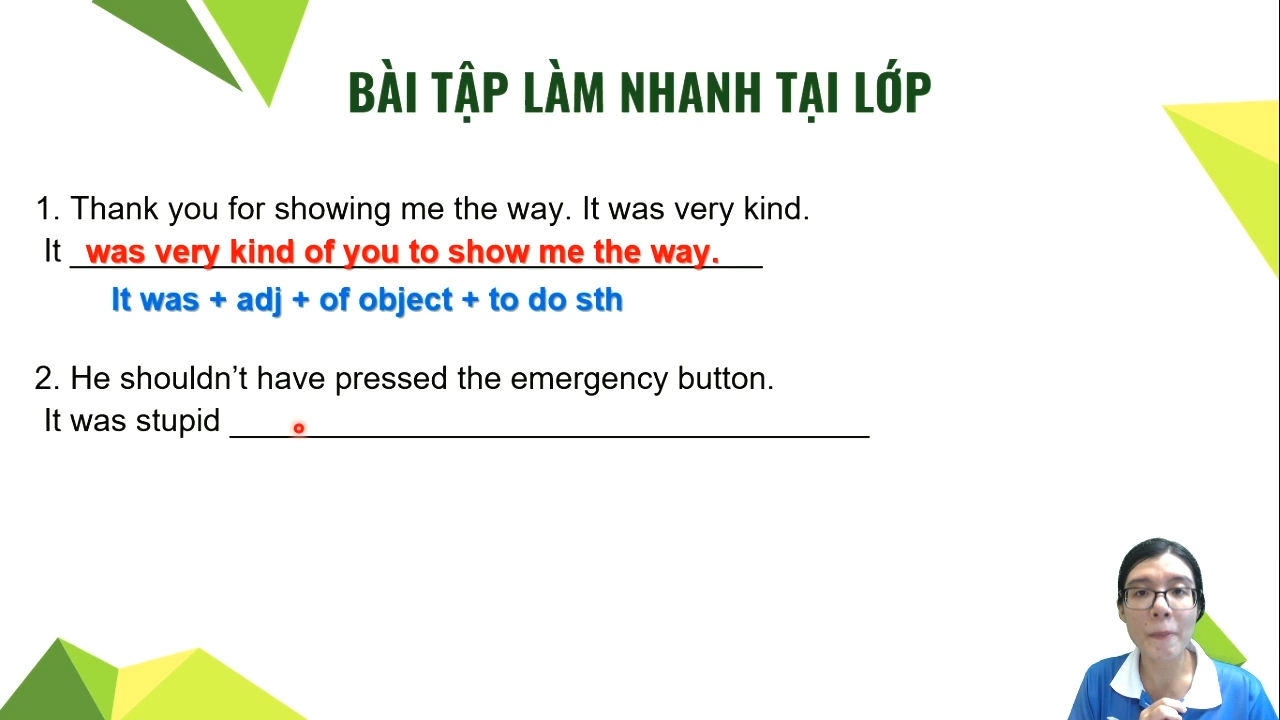 BÀI TẬP LÀM NHANH TẠI LỚP
1. Thank you for showing me the way. It was very kind.
It was very kind of you to show me the way.
It was + adj + of object + to do sth
2. He shouldn’t have pressed the emergency button.
It was stupid ________________________________________